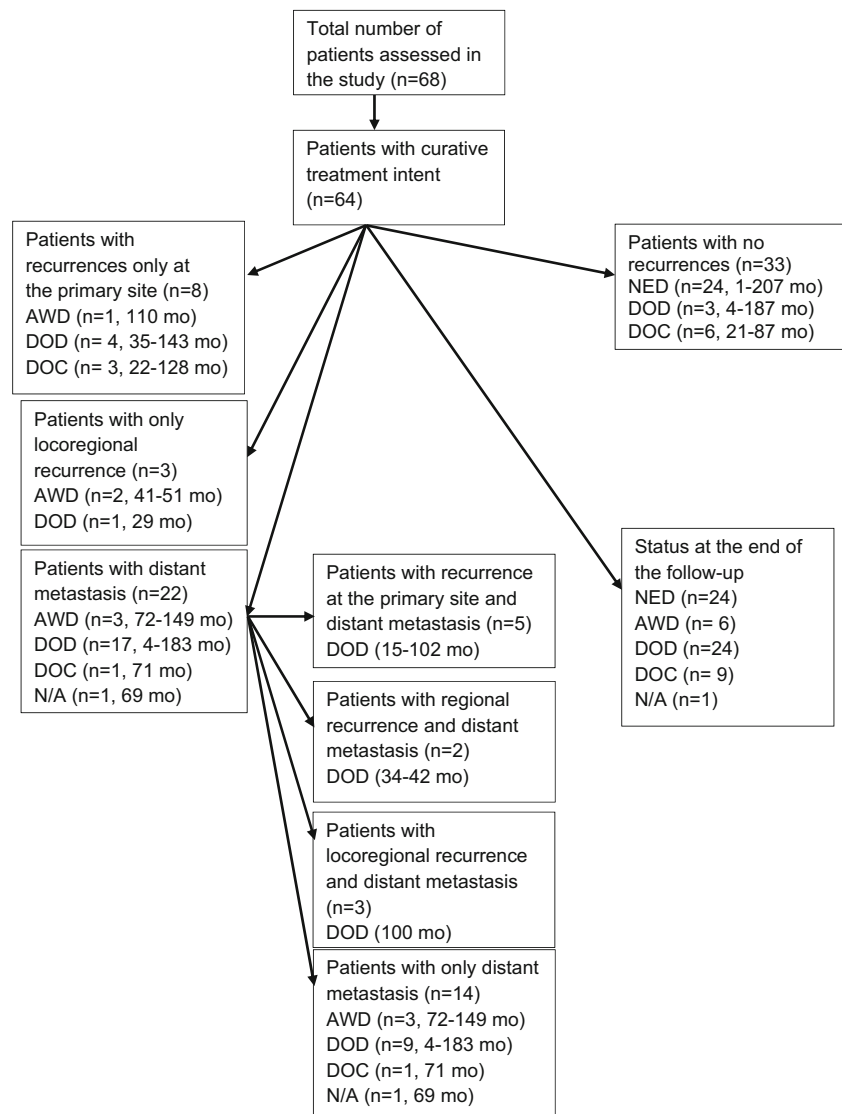 Total number of
patients assessed in
the study (n=68)
Patients with curative
treatment intent
(n=64)
Patients with
recurrences only at
the primary site (n=8)
AWD (n=1, 110 mo)
DOD (n= 4, 35-143 mo)
DOC (n= 3, 22-128 mo)
Patients with no
recurrences (n=33)
NED (n=24, 1-207 mo)
DOD (n=3, 4-187 mo)
DOC (n=6, 21-87 mo)
Patients with only
locoregional
recurrence (n=3)
AWD (n=2, 41-51 mo)
DOD (n=1, 29 mo)
Patients with distant
metastasis (n=22)
AWD (n=3, 72-149 mo)
DOD (n=17, 4-183 mo)
DOC (n=1, 71 mo)
N/A (n=1, 69 mo)
Patients with recurrence
at the primary site and
distant metastasis (n=5)
DOD (15-102 mo)
Status at the end of
the follow-up
NED (n=24)
AWD (n= 6)
DOD (n=24)
DOC (n= 9)
N/A (n=1)
Patients with regional
recurrence and distant
metastasis (n=2)
DOD (34-42 mo)
Patients with
locoregional recurrence
and distant metastasis
(n=3)
DOD (100 mo)
Patients with only distant
metastasis (n=14)
AWD (n=3, 72-149 mo)
DOD (n=9, 4-183 mo)
DOC (n=1, 71 mo)
N/A (n=1, 69 mo)